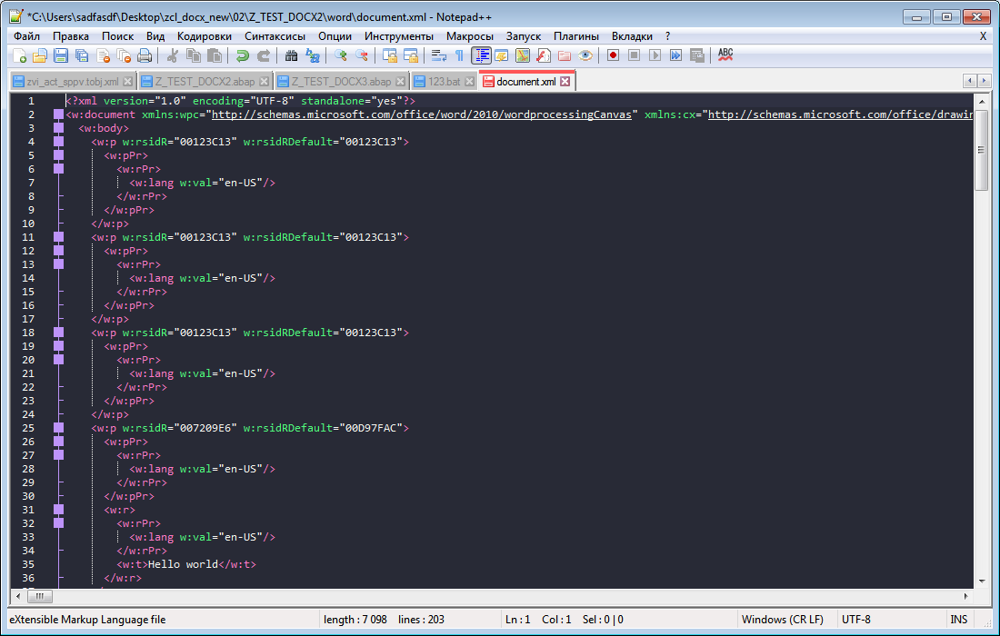 *C:\Users\sadfasdf\Desktop\zcl_docx_new\02\Z_TEST_DOCX2\word\document.xml - Notepad++
Файл Правка Поиск Вид Кодировки Синтаксисы Опции Инструменты Макросы Запуск Плагины Вкладки ? X
ABC
zvi_act_sppv.tobj.xml Z_TEST_DOCX2.abap Z_TEST_DOCX3.abap 123.bat document.xml
1 <?xml version="1.0" encoding="UTF-8" standalone="yes"?>
2 <w:document xmlns:wpc="http://schemas.microsoft.com/office/word/2010/wordprocessingCanvas" xmlns:cx="http://schemas.microsoft.com/office/drawin
3 <w:body>
4 <w:p w:rsidR="00123C13" w:rsidRDefault="00123C13">
5 <w:pPr>
6 <w:rPr>
7 <w:lang w:val="en-US"/>
8 </w:rPr>
9 </w:pPr>
10 </w:p>
11 <w:p w:rsidR="00123C13" w:rsidRDefault="00123C13">
12 <w:pPr>
13 <w:rPr>
14 <w:lang w:val="en-US"/>
15 </w:rPr>
16 </w:pPr>
17 </w:p>
18 <w:p w:rsidR="00123C13" w:rsidRDefault="00123C13">
19 <w:pPr>
20 <w:rPr>
21 <w:lang w:val="en-US"/>
22 </w:rPr>
23 </w:pPr>
24 </w:p>
25 <w:p w:rsidR="007209E6" w:rsidRDefault="00D97FAC">
26 <w:pPr>
27 <w:rPr>
28 <w:lang w:val="en-US"/>
29 </w:rPr>
30 </w:pPr>
31 <w:r>
32 <w:rPr>
33 <w:lang w:val="en-US"/>
34 </w:rPr>
35 <w:t>Hello world</w:t>
36 </w:r>
eXtensible Markup Language file length : 7 098 lines : 203 Ln : 1 Col : 1 Sel : 0 | 0 Windows (CR LF) UTF-8 INS